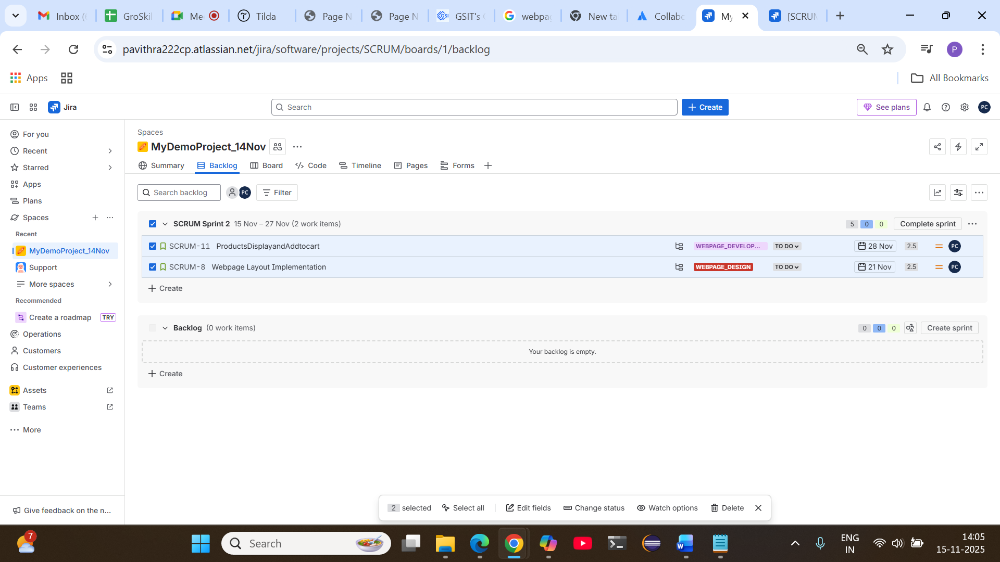 Inbox (
GroSkil
Me
Tilda
Page N
Page N
GSIT's
webpa
New ta
Collabo
My
[SCRUM
pavithra222cp.atlassian.net/jira/software/projects/SCRUM/boards/1/backlog
P
Apps
All Bookmarks
Jira
Search
Create
See plans
PC
For you
Recent
Starred
Apps
Plans
Spaces
Recent
MyDemoProject_14Nov
Support
More spaces
Recommended
Create a roadmap TRY
Operations
Customers
Customer experiences
Assets
Teams
More
Give feedback on the n...
Spaces
MyDemoProject_14Nov
Summary
Backlog
Board
Code
Timeline
Pages
Forms
Search backlog
PC
Filter
SCRUM Sprint 2 15 Nov – 27 Nov (2 work items)
5 0 0
Complete sprint
SCRUM-11 ProductsDisplayandAddtocart WEBPAGE_DEVELOP... TO DO 28 Nov 2.5 PC
SCRUM-8 Webpage Layout Implementation WEBPAGE_DESIGN TO DO 21 Nov 2.5 PC
Create
Backlog (0 work items)
0 0 0
Create sprint
Your backlog is empty.
Create
2 selected
Select all
Edit fields
Change status
Watch options
Delete
7
Search
ENG
IN
14:05
15-11-2025